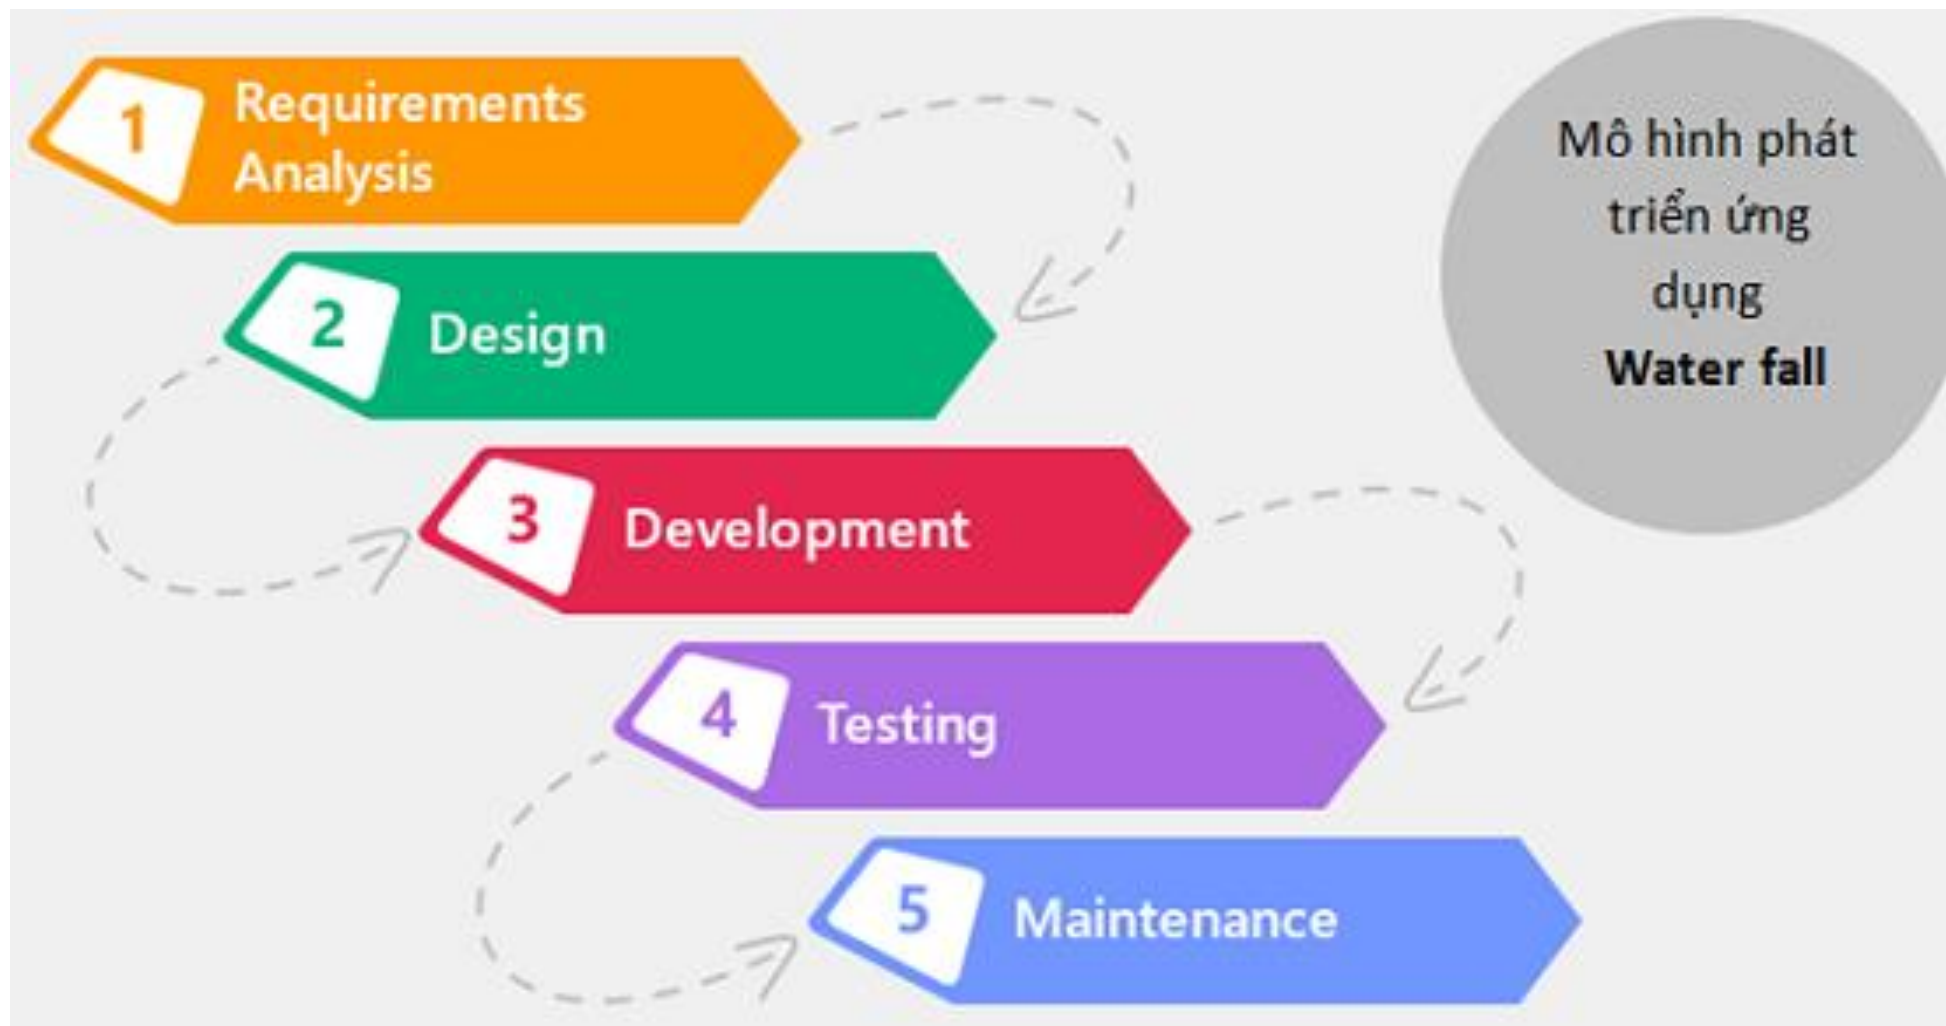 1
Requirements
Analysis
2
Design
3
Development
4
Testing
5
Maintenance
Mô hình phát
triển ứng
dụng
Water fall